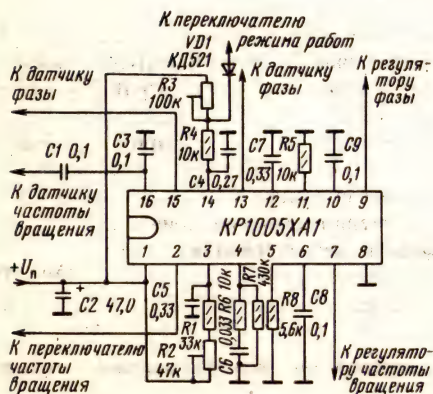 К переключателю
режима работ
VD1
КД521
R3
100к
К датчику
фазы
К датчику
фазы
К регуля-
тору
фазы
C1 0,1
C3
0,1
R4
10к
C4 0,27
C7
0,33
R5
10к
C9
0,1
К датчику
частоты
вращения
16 15 14 13 12 11 10 9
КР1005ХА1
1 2 3 4 5 6 7 8
+Uп
+
C2 47,0
C5
0,33
R1
33к
R2
47к
R6 10к
0,033
C6
R7
430к
R8
5,6к
C8
0,1
К переключателю
частоты
вращения
К регулято-
ру частоты
вращения